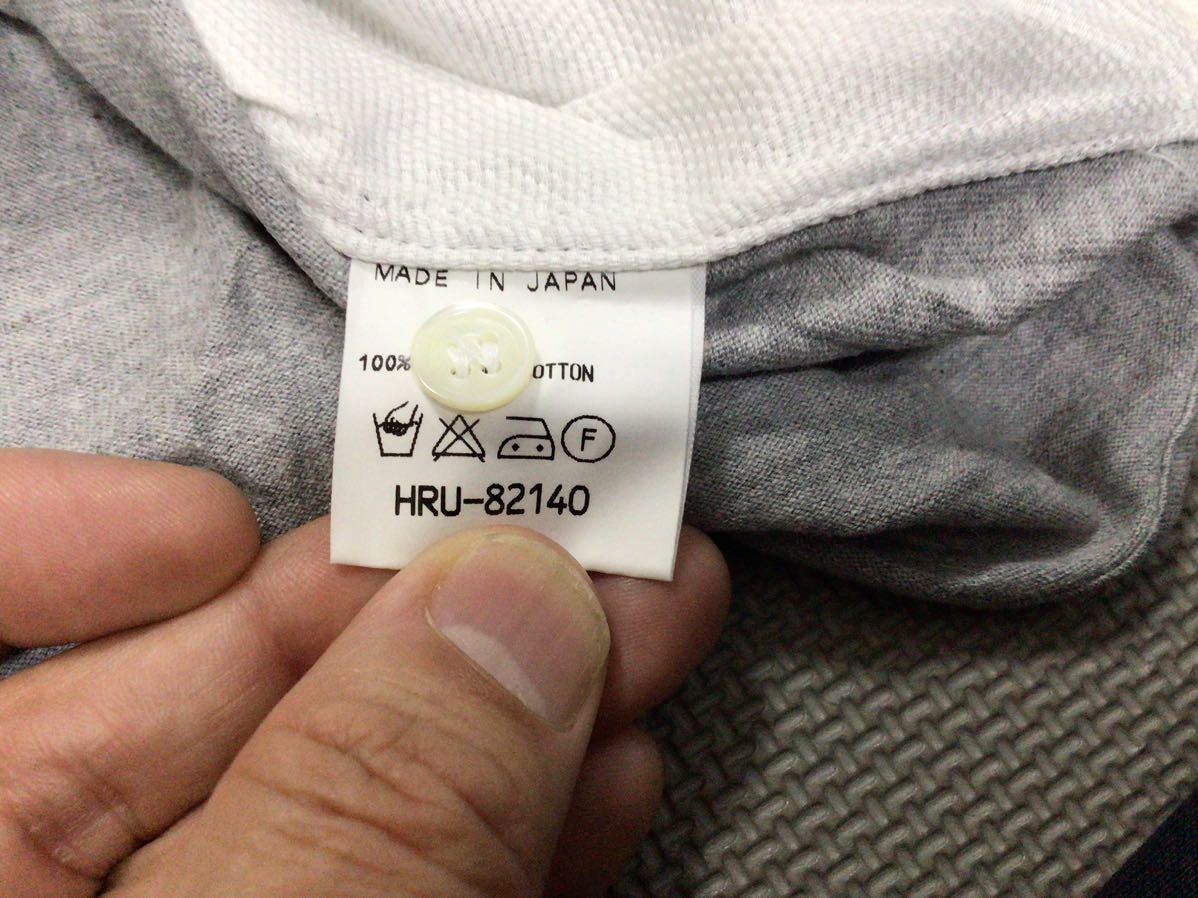 MADE IN JAPAN
100% OTTON
F
HRU-82140